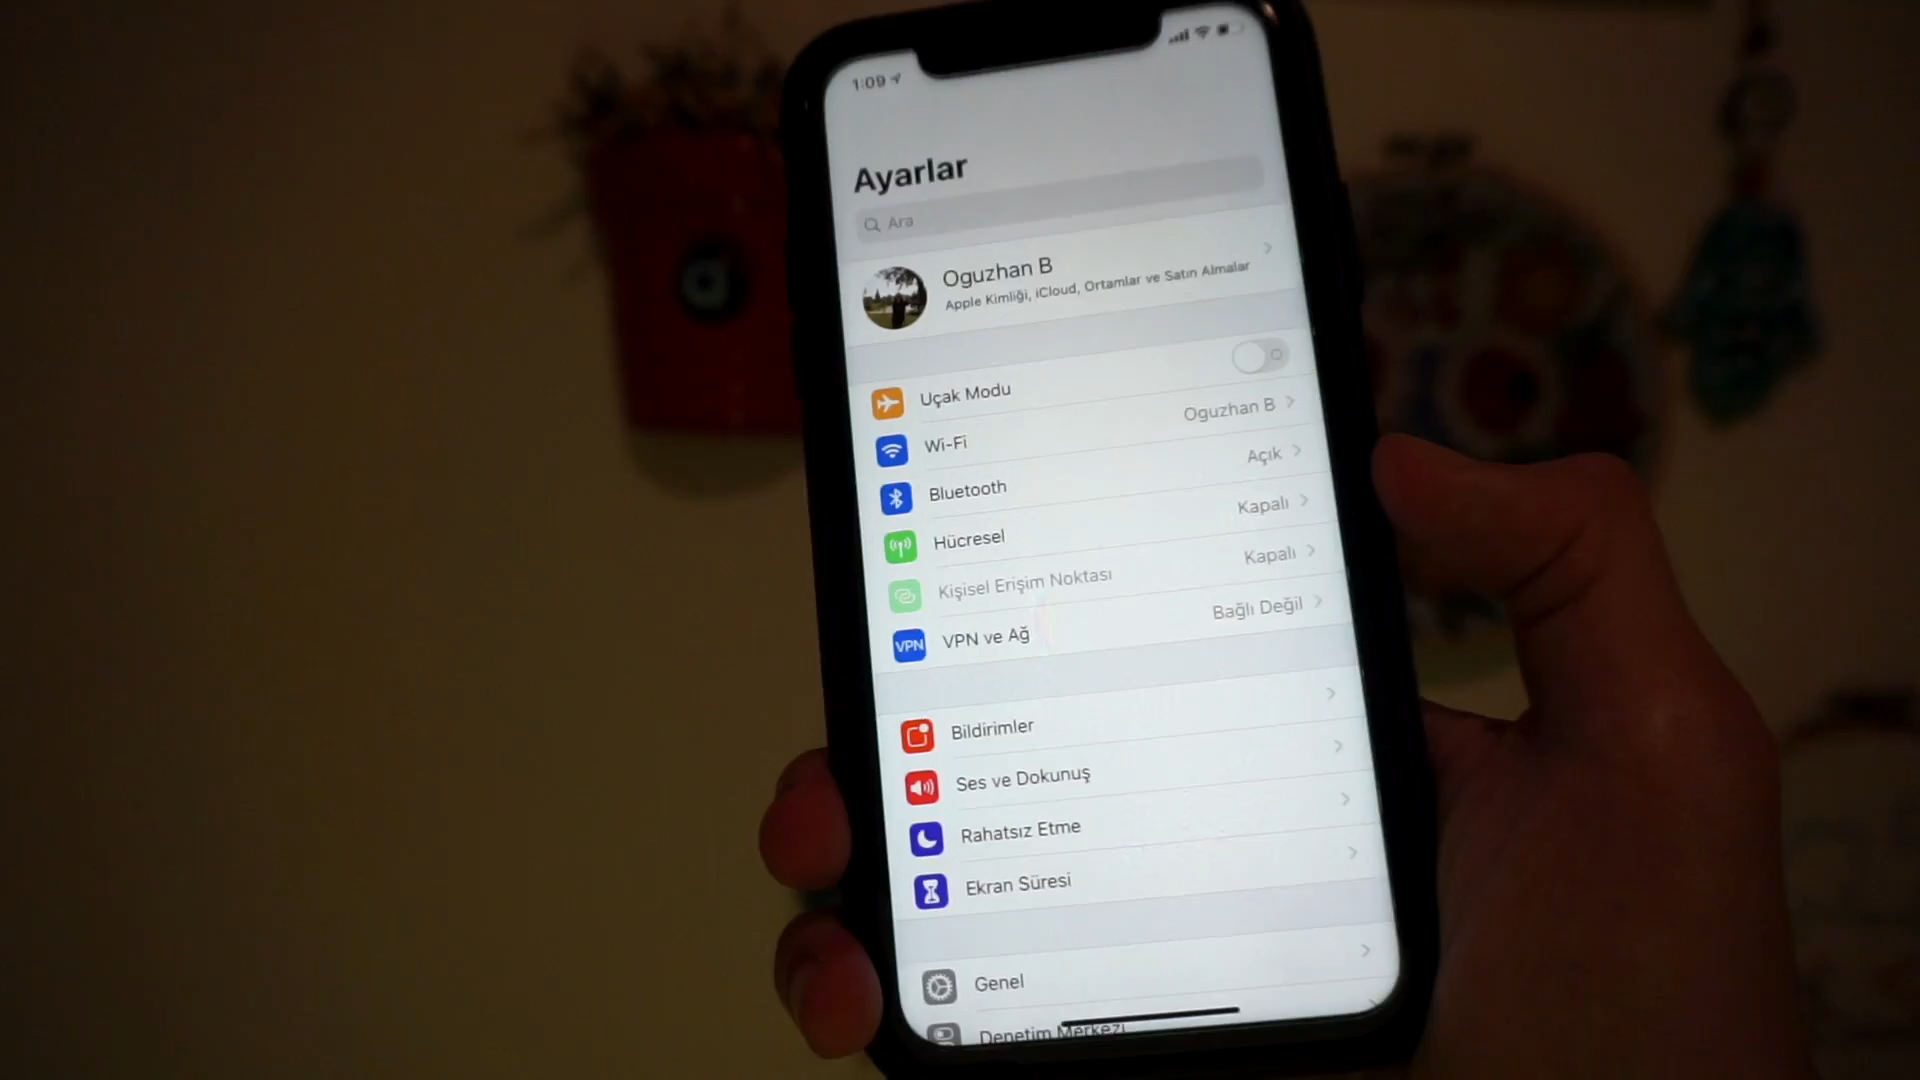 1:09
Ayarlar
Ara
Oguzhan B
Apple Kimliği, iCloud, Ortamlar ve Satın Almalar
Uçak Modu
Wi-Fi Oguzhan B
Bluetooth Açık
Hücresel Kapalı
Kişisel Erişim Noktası Kapalı
VPN VPN ve Ağ Bağlı Değil
Bildirimler
Ses ve Dokunuş
Rahatsız Etme
Ekran Süresi
Genel
Denetim Merkezi